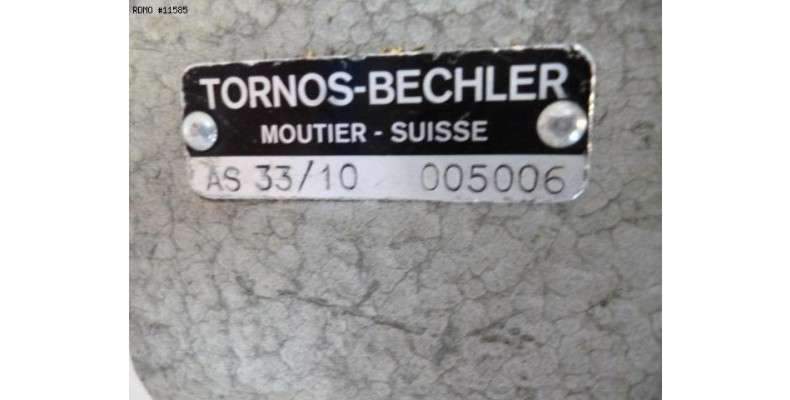 RDMO #11585
TORNOS-BECHLER
MOUTIER - SUISSE
AS 33/10 005006